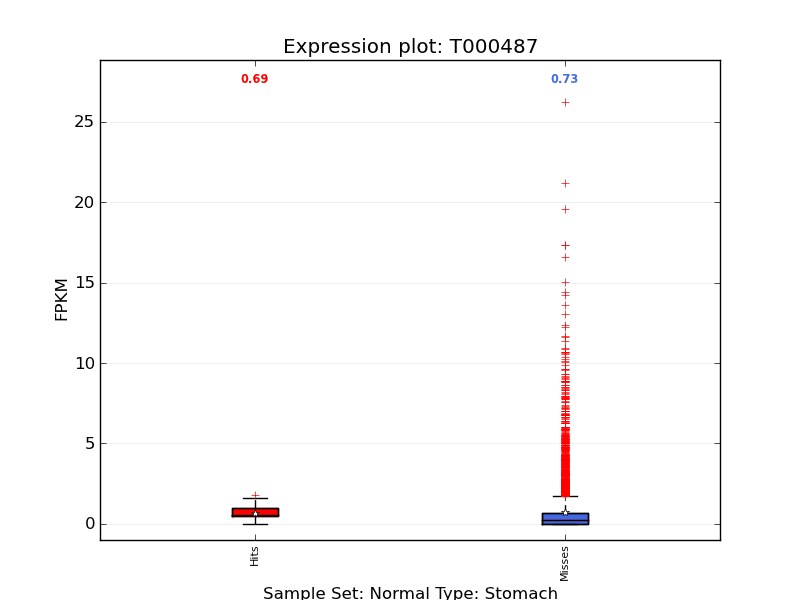 Expression plot: T000487
0.69
0.73
25
20
15
10
5
0
FPKM
Hits
Misses
Sample Set: Normal Type: Stomach